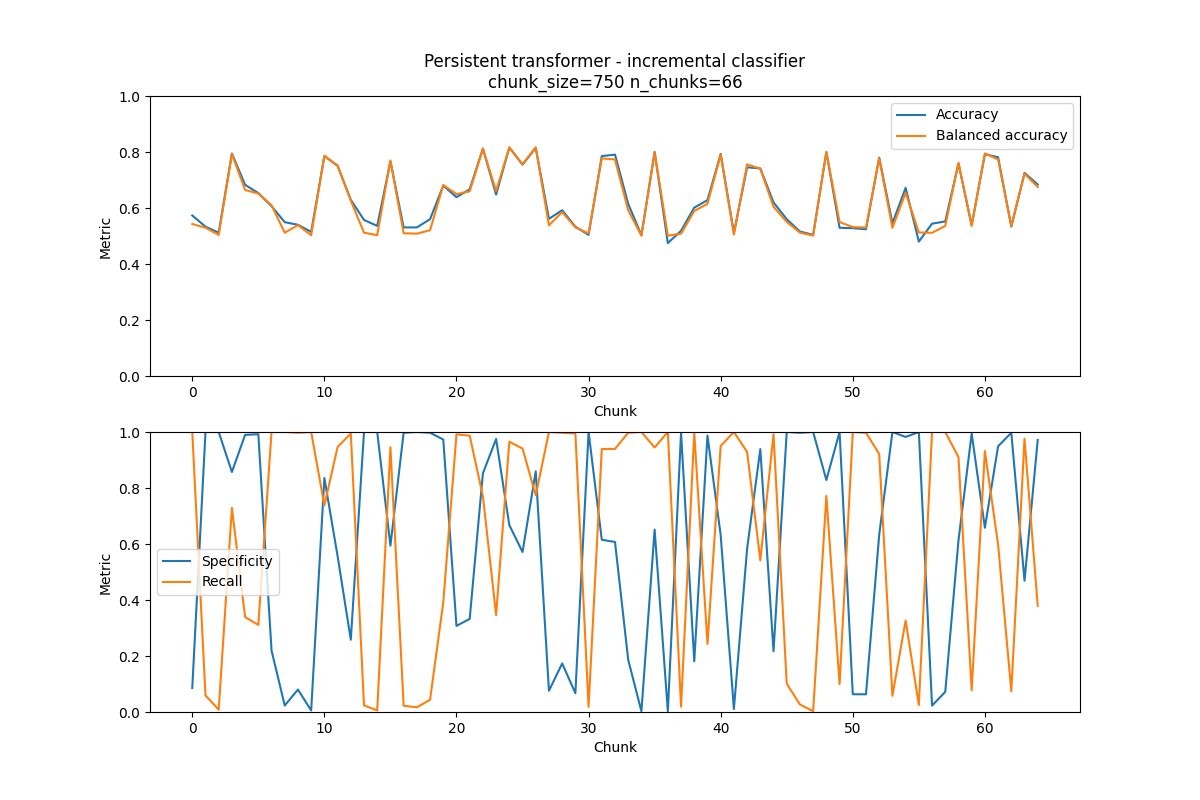 Persistent transformer - incremental classifier
chunk_size=750 n_chunks=66
1.0
0.8
0.6
0.4
0.2
0.0
Metric
Accuracy
Balanced accuracy
0 10 20 30 40 50 60
Chunk
1.0
0.8
0.6
0.4
0.2
0.0
Metric
Specificity
Recall
0 10 20 30 40 50 60
Chunk